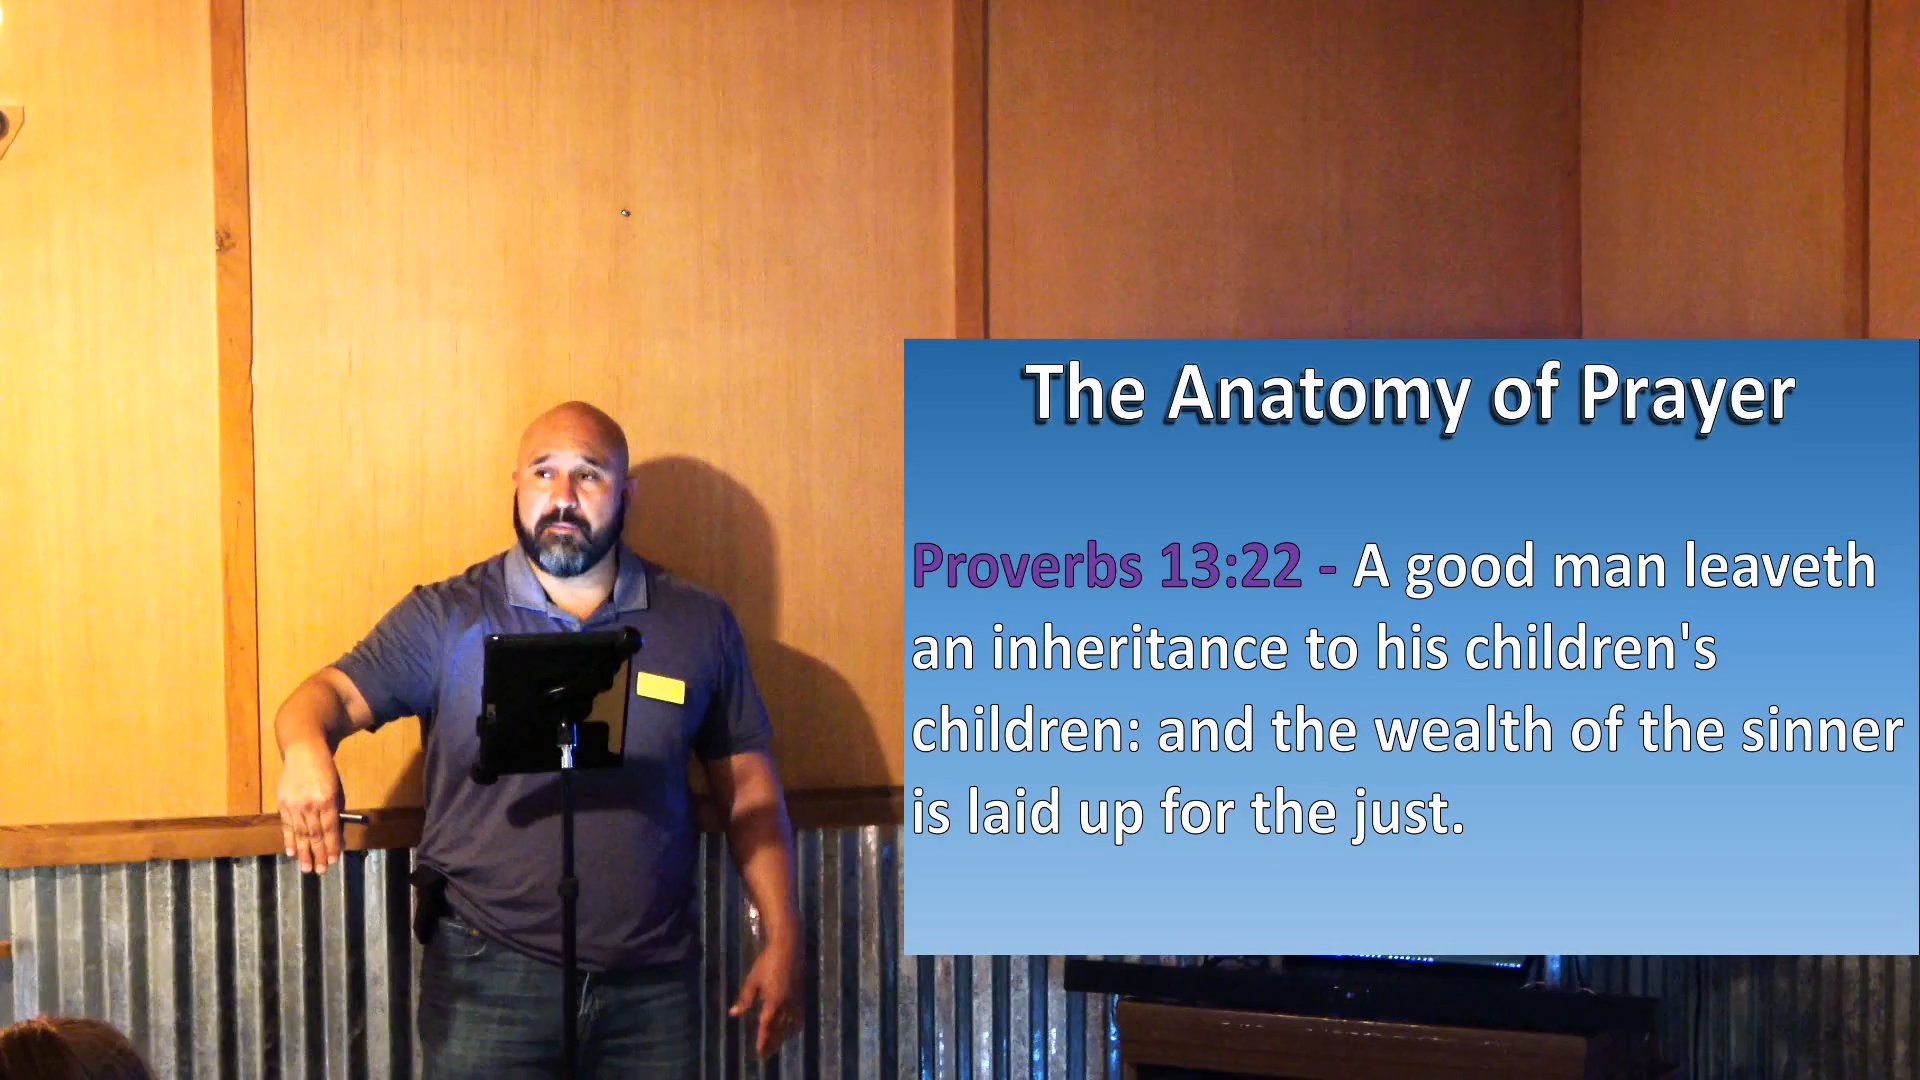 The Anatomy of Prayer
Proverbs 13:22 - A good man leaveth
an inheritance to his children's
children: and the wealth of the sinner
is laid up for the just.